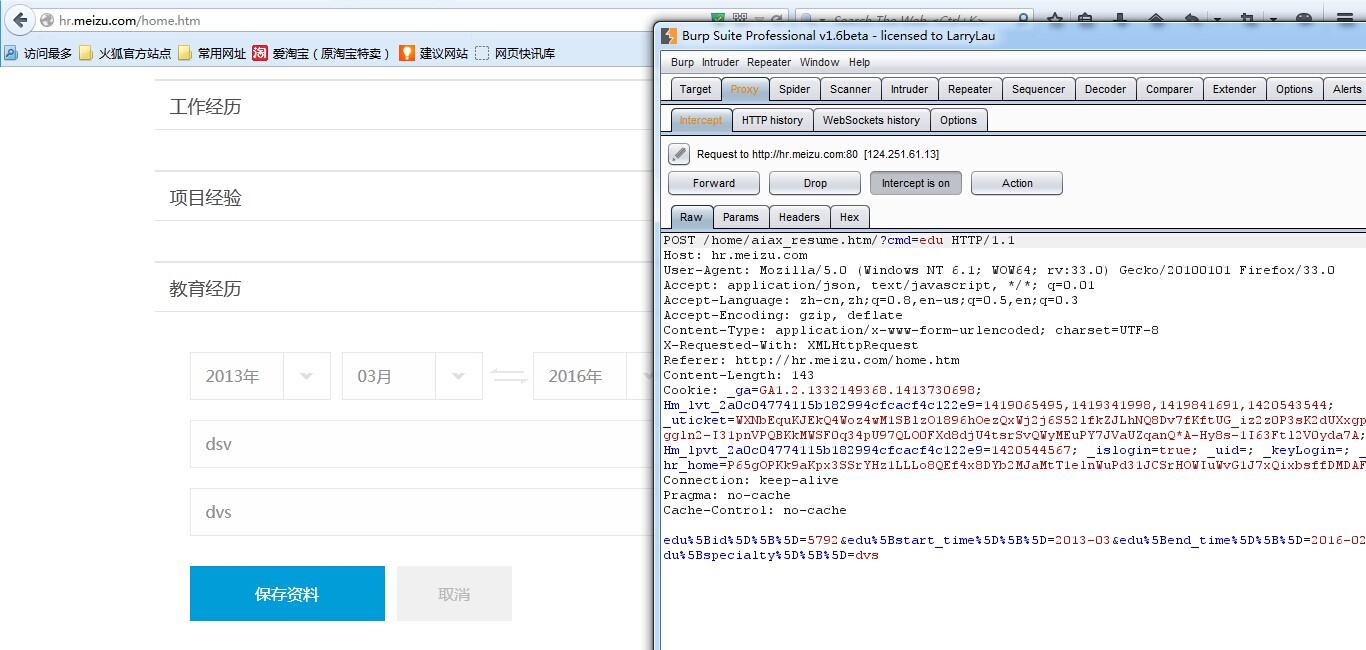 hr.meizu.com/home.htm
Search The Web <Ctrl+K>
访问最多 火狐官方站点 常用网址 爱淘宝（原淘宝特卖） 建议网站 网页快讯库
工作经历
项目经验
教育经历
2013年 03月 2016年
dsv
dvs
保存资料 取消
Burp Suite Professional v1.6beta - licensed to LarryLau
Burp Intruder Repeater Window Help
Target Proxy Spider Scanner Intruder Repeater Sequencer Decoder Comparer Extender Options Alerts
Intercept HTTP history WebSockets history Options
Request to http://hr.meizu.com:80 [124.251.61.13]
Forward Drop Intercept is on Action
Raw Params Headers Hex
POST /home/aiax_resume.htm/?cmd=edu HTTP/1.1
Host: hr.meizu.com
User-Agent: Mozilla/5.0 (Windows NT 6.1; WOW64; rv:33.0) Gecko/20100101 Firefox/33.0
Accept: application/json, text/javascript, */*; q=0.01
Accept-Language: zh-cn,zh;q=0.8,en-us;q=0.5,en;q=0.3
Accept-Encoding: gzip, deflate
Content-Type: application/x-www-form-urlencoded; charset=UTF-8
X-Requested-With: XMLHttpRequest
Referer: http://hr.meizu.com/home.htm
Content-Length: 143
Cookie: _ga=GA1.2.1332149368.1413730698;
Hm_lvt_2a0c04774115b182994cfcacf4c122e9=1419065495,1419341998,1419841691,1420543544;
_uticket=
Hm_lpvt_2a0c04774115b182994cfcacf4c122e9=1420544567; _islogin=true; _uid=; _keyLogin=; _
hr_home=
Connection: keep-alive
Pragma: no-cache
Cache-Control: no-cache
edu%5Bid%5D%5B%5D=5792&edu%5Bstart_time%5D%5B%5D=2013-03&edu%5Bend_time%5D%5B%5D=2016-02
du%5Bspecialty%5D%5B%5D=dvs